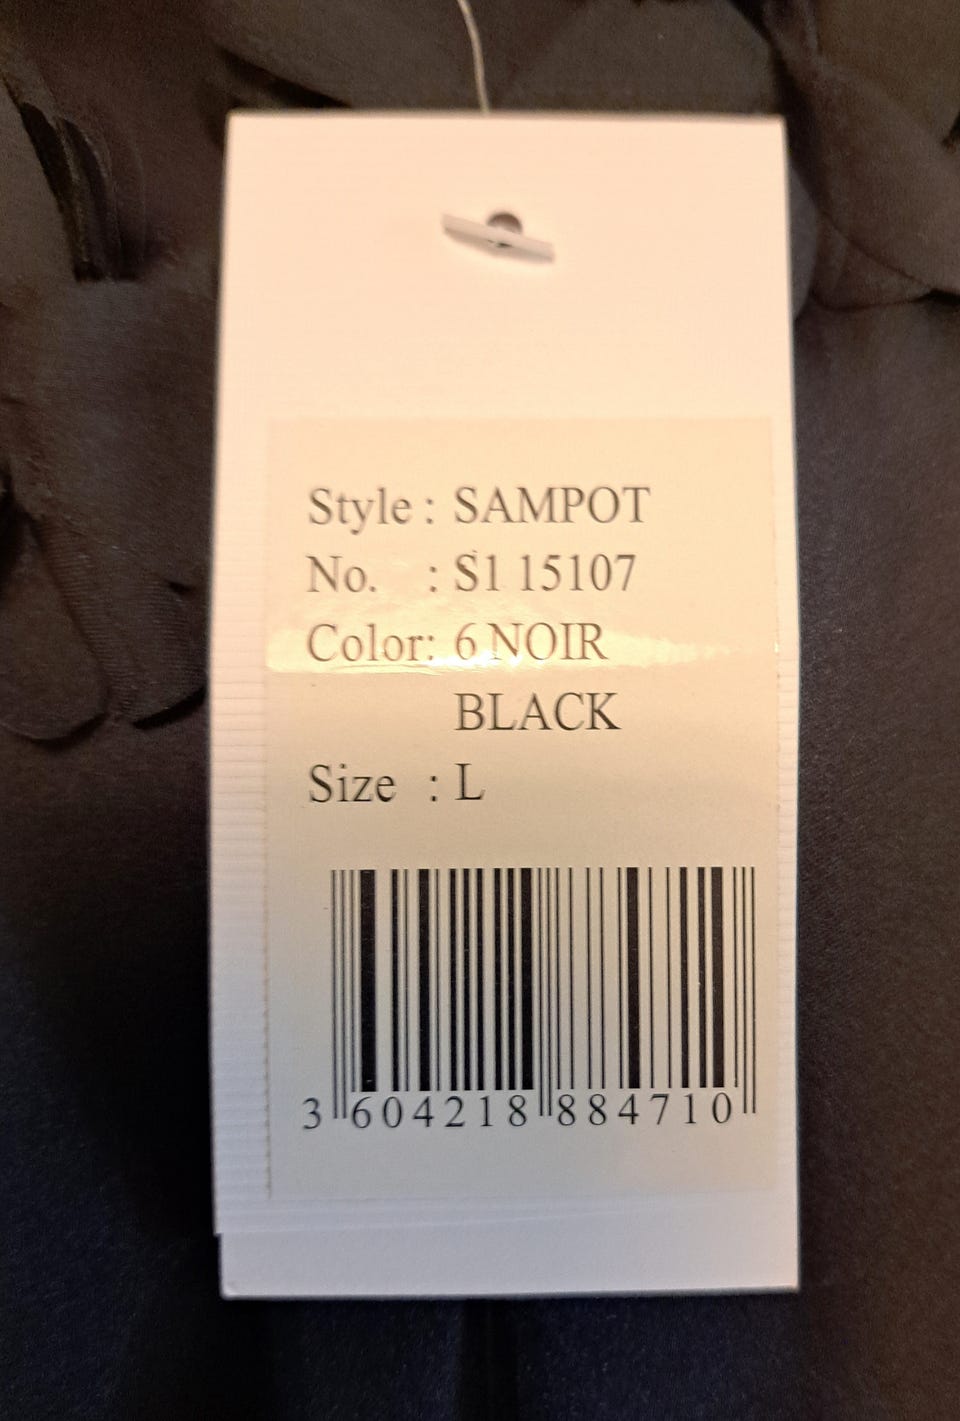 Style : SAMPOT
No. : S1 15107
Color: 6 NOIR
BLACK
Size : L
3 604218 884710